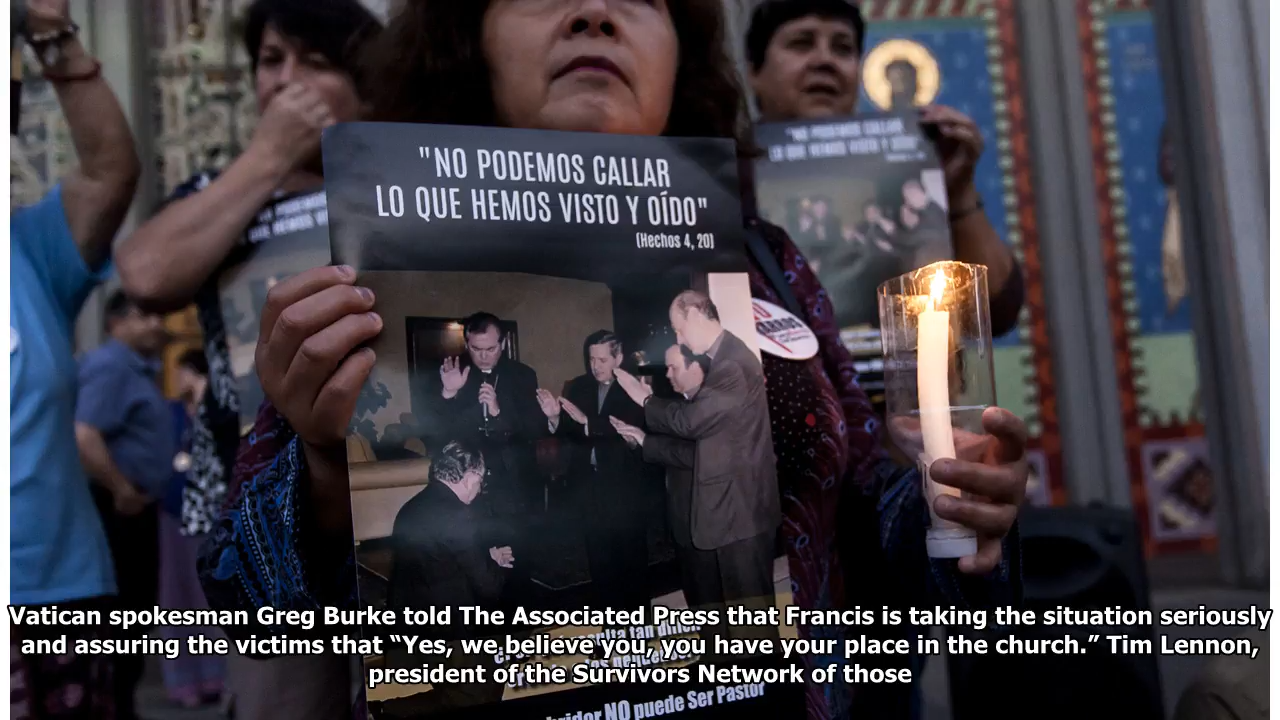 "NO PODEMOS CALLAR
LO QUE HEMOS VISTO Y OÍDO"
(Hechos 4, 20)
"NO PODEMOS CALLAR
LO QUE HEMOS VISTO Y OÍDO"
Vatican spokesman Greg Burke told The Associated Press that Francis is taking the situation seriously
and assuring the victims that “Yes, we believe you, you have your place in the church.” Tim Lennon,
president of the Survivors Network of those
NO puede Ser Pastor